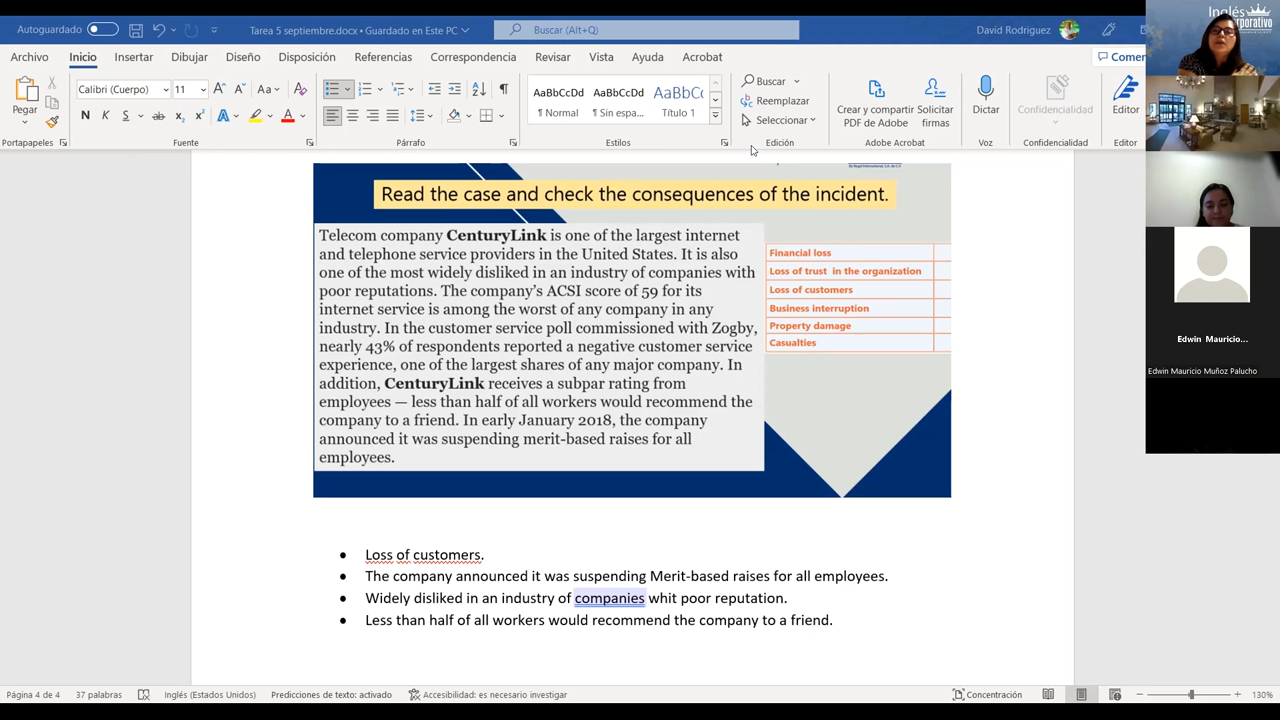 Autoguardado
Tarea 5 septiembre.docx • Guardado en Este PC
Buscar (Alt+Q)
David Rodriguez
Inglés
Corporativo
Archivo
Inicio
Insertar
Dibujar
Diseño
Disposición
Referencias
Correspondencia
Revisar
Vista
Ayuda
Acrobat
Comer
Pegar
Calibri (Cuerpo)
11
AaBbCcDd
AaBbCcDd
AaBbCc
¶ Normal
¶ Sin espa...
Título 1
Buscar
Reemplazar
Seleccionar
Crear y compartir
PDF de Adobe
Solicitar
firmas
Dictar
Confidencialidad
Editor
Portapapeles
Fuente
Párrafo
Estilos
Edición
Adobe Acrobat
Voz
Confidencialidad
Editor
Read the case and check the consequences of the incident.
Telecom company CenturyLink is one of the largest internet
and telephone service providers in the United States. It is also
one of the most widely disliked in an industry of companies with
poor reputations. The company's ACSI score of 59 for its
internet service is among the worst of any company in any
industry. In the customer service poll commissioned with Zogby,
nearly 43% of respondents reported a negative customer service
experience, one of the largest shares of any major company. In
addition, CenturyLink receives a subpar rating from
employees — less than half of all workers would recommend the
company to a friend. In early January 2018, the company
announced it was suspending merit-based raises for all
employees.
Financial loss
Loss of trust in the organization
Loss of customers
Business interruption
Property damage
Casualties
Edwin Mauricio...
Edwin Mauricio Muñoz Palucho
• Loss of customers.
• The company announced it was suspending Merit-based raises for all employees.
• Widely disliked in an industry of companies whit poor reputation.
• Less than half of all workers would recommend the company to a friend.
Página 4 de 4
37 palabras
Inglés (Estados Unidos)
Predicciones de texto: activado
Accesibilidad: es necesario investigar
Concentración
130%